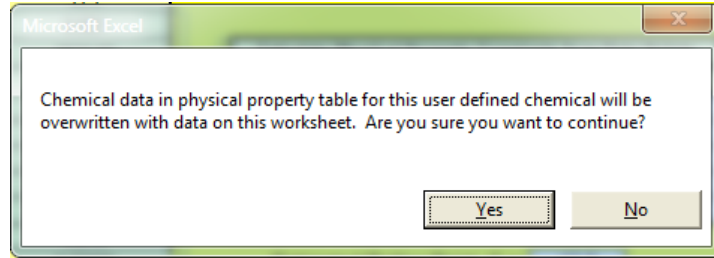 Microsoft Excel
Chemical data in physical property table for this user defined chemical will be
overwritten with data on this worksheet.  Are you sure you want to continue?
Yes
No